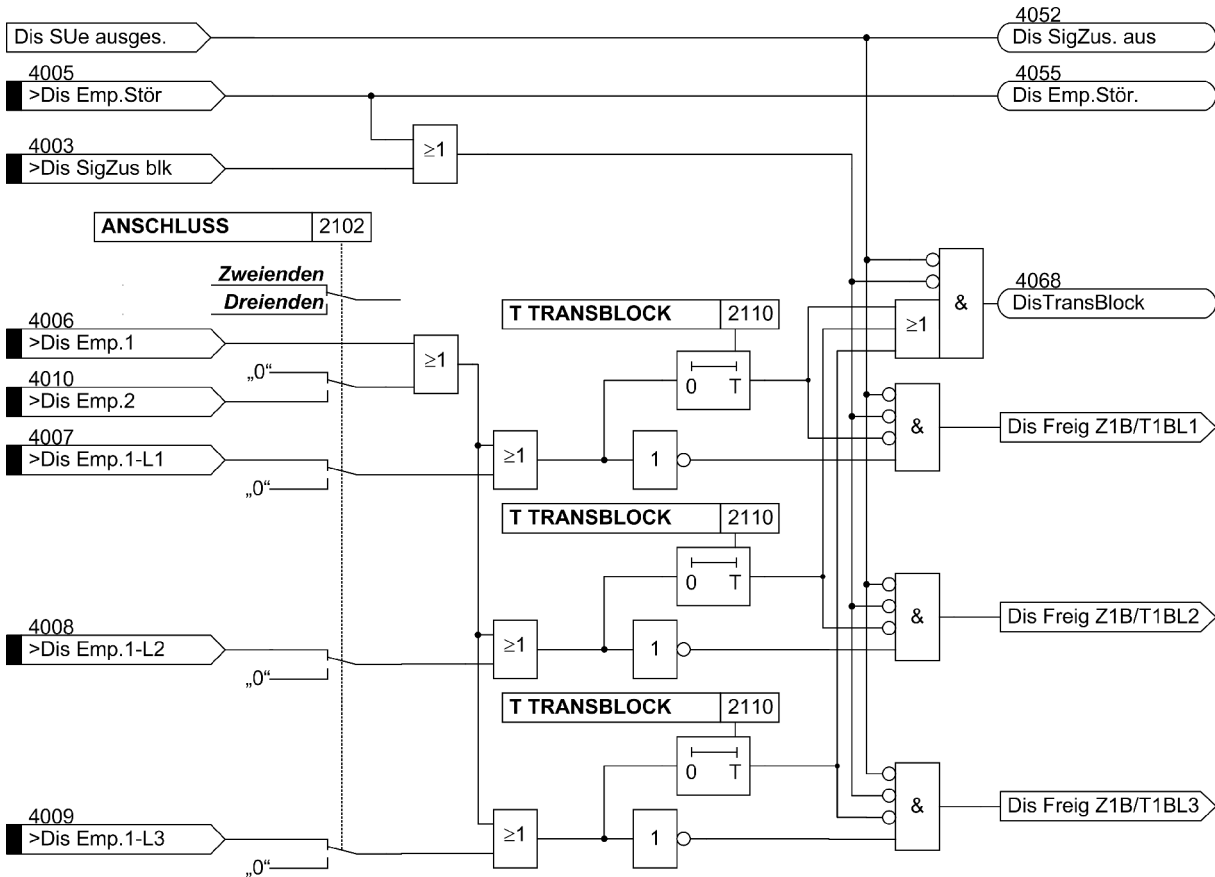 Dis SUe ausges.
4052
Dis SigZus. aus
4005
>Dis Emp.Stör
4055
Dis Emp.Stör.
4003
>Dis SigZus blk
≥1
ANSCHLUSS 2102
Zweienden
Dreienden
4068
DisTransBlock
&
≥1
T TRANSBLOCK 2110
0 T
4006
>Dis Emp.1
≥1
„0“
4010
>Dis Emp.2
4007
>Dis Emp.1-L1
„0“
≥1
1
&
Dis Freig Z1B/T1BL1
T TRANSBLOCK 2110
0 T
4008
>Dis Emp.1-L2
„0“
≥1
1
&
Dis Freig Z1B/T1BL2
T TRANSBLOCK 2110
0 T
4009
>Dis Emp.1-L3
„0“
≥1
1
&
Dis Freig Z1B/T1BL3